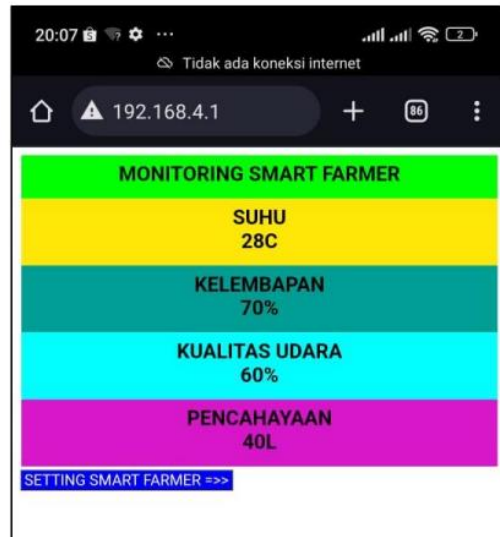 20:07
2
Tidak ada koneksi internet
192.168.4.1
86
MONITORING SMART FARMER
SUHU
28C
KELEMBAPAN
70%
KUALITAS UDARA
60%
PENCAHAYAAN
40L
SETTING SMART FARMER =>>